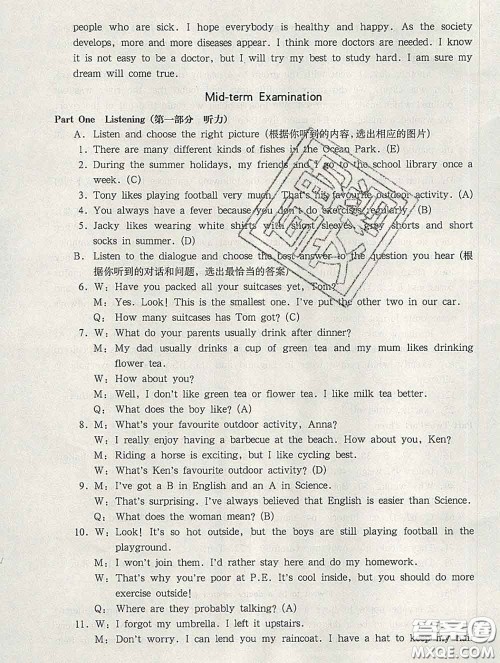 people who are sick. I hope everybody is healthy and happy. As the society
develops, more and more diseases appear. I think more doctors are needed. I know
it is not easy to be a doctor, but I will try my best to study hard. I am sure my
dream will come true.
Mid-term Examination
Part One Listening (第一部分 听力)
A. Listen and choose the right picture (根据你听到的内容,选出相应的图片)
1. There are many different kinds of fishes in the Ocean Park. (E)
2. During the summer holidays, my friends and I go to the school library once a
week. (C)
3. Tony likes playing football very much. That's his favourite outdoor activity. (A)
4. You always have a fever because you don't do exercises regularly. (B)
5. Jacky likes wearing white shirts with short sleeves, grey shorts and short
socks in summer. (D)
B. Listen to the dialogue and choose the best answer to the question you hear (根
据你听到的对话和问题，选出最恰当的答案)
6. W: Have you packed all your suitcases yet, Tom?
M: Yes. Look! This is the smallest one. I've put the other two in our car.
Q: How many suitcases has Tom got? (C)
7. W: What do your parents usually drink after dinner?
M: My dad usually drinks a cup of green tea and my mum likes drinking
flower tea.
W: How about you?
M: Well, I don't like green tea or flower tea. I like milk tea better.
Q: What does the boy like? (A)
8. M: What's your favourite outdoor activity, Anna?
W: I really enjoy having a barbecue at the beach. How about you, Ken?
M: Riding a horse is exciting, but I like cycling best.
W: What's Ken's favourite outdoor activity? (D)
9. M: I've got a B in English and an A in Science.
W: That's surprising. I've always believed that English is easier than Science.
Q: What does the woman mean? (B)
10. W: Look! It's so hot outside, but the boys are still playing football in the
playground.
M: I won't join them. I'd rather stay here and do my homework.
W: That's why you're poor at P.E. It's cool inside, but you should do more
exercise outside!
Q: Where are they probably talking? (A)
11. W: I forgot my umbrella. I left it upstairs.
M: Don't worry. I can lend you my raincoat. I have a hat to keep my
MXQE.COM